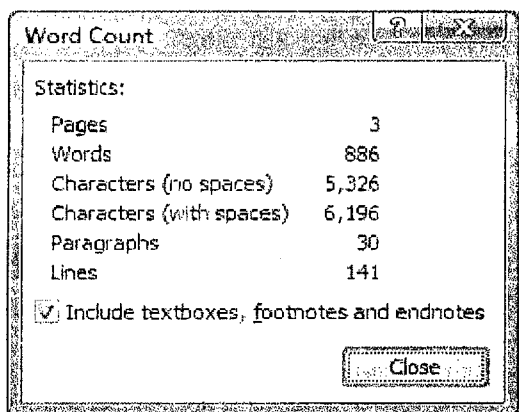 Word Count
Statistics:
Pages 3
Words 886
Characters (no spaces) 5,326
Characters (with spaces) 6,196
Paragraphs 30
Lines 141
Include textboxes, footnotes and endnotes
Close